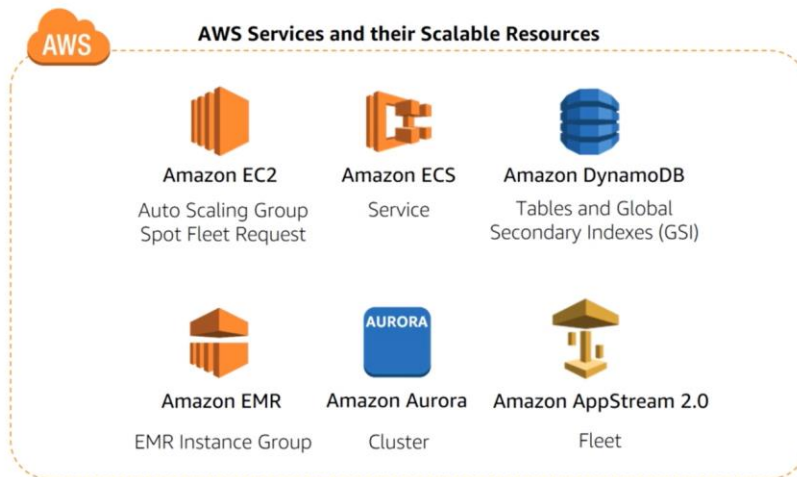 AWS
AWS Services and their Scalable Resources
Amazon EC2
Auto Scaling Group
Spot Fleet Request
Amazon ECS
Service
Amazon DynamoDB
Tables and Global
Secondary Indexes (GSI)
Amazon EMR
EMR Instance Group
AURORA
Amazon Aurora
Cluster
Amazon AppStream 2.0
Fleet